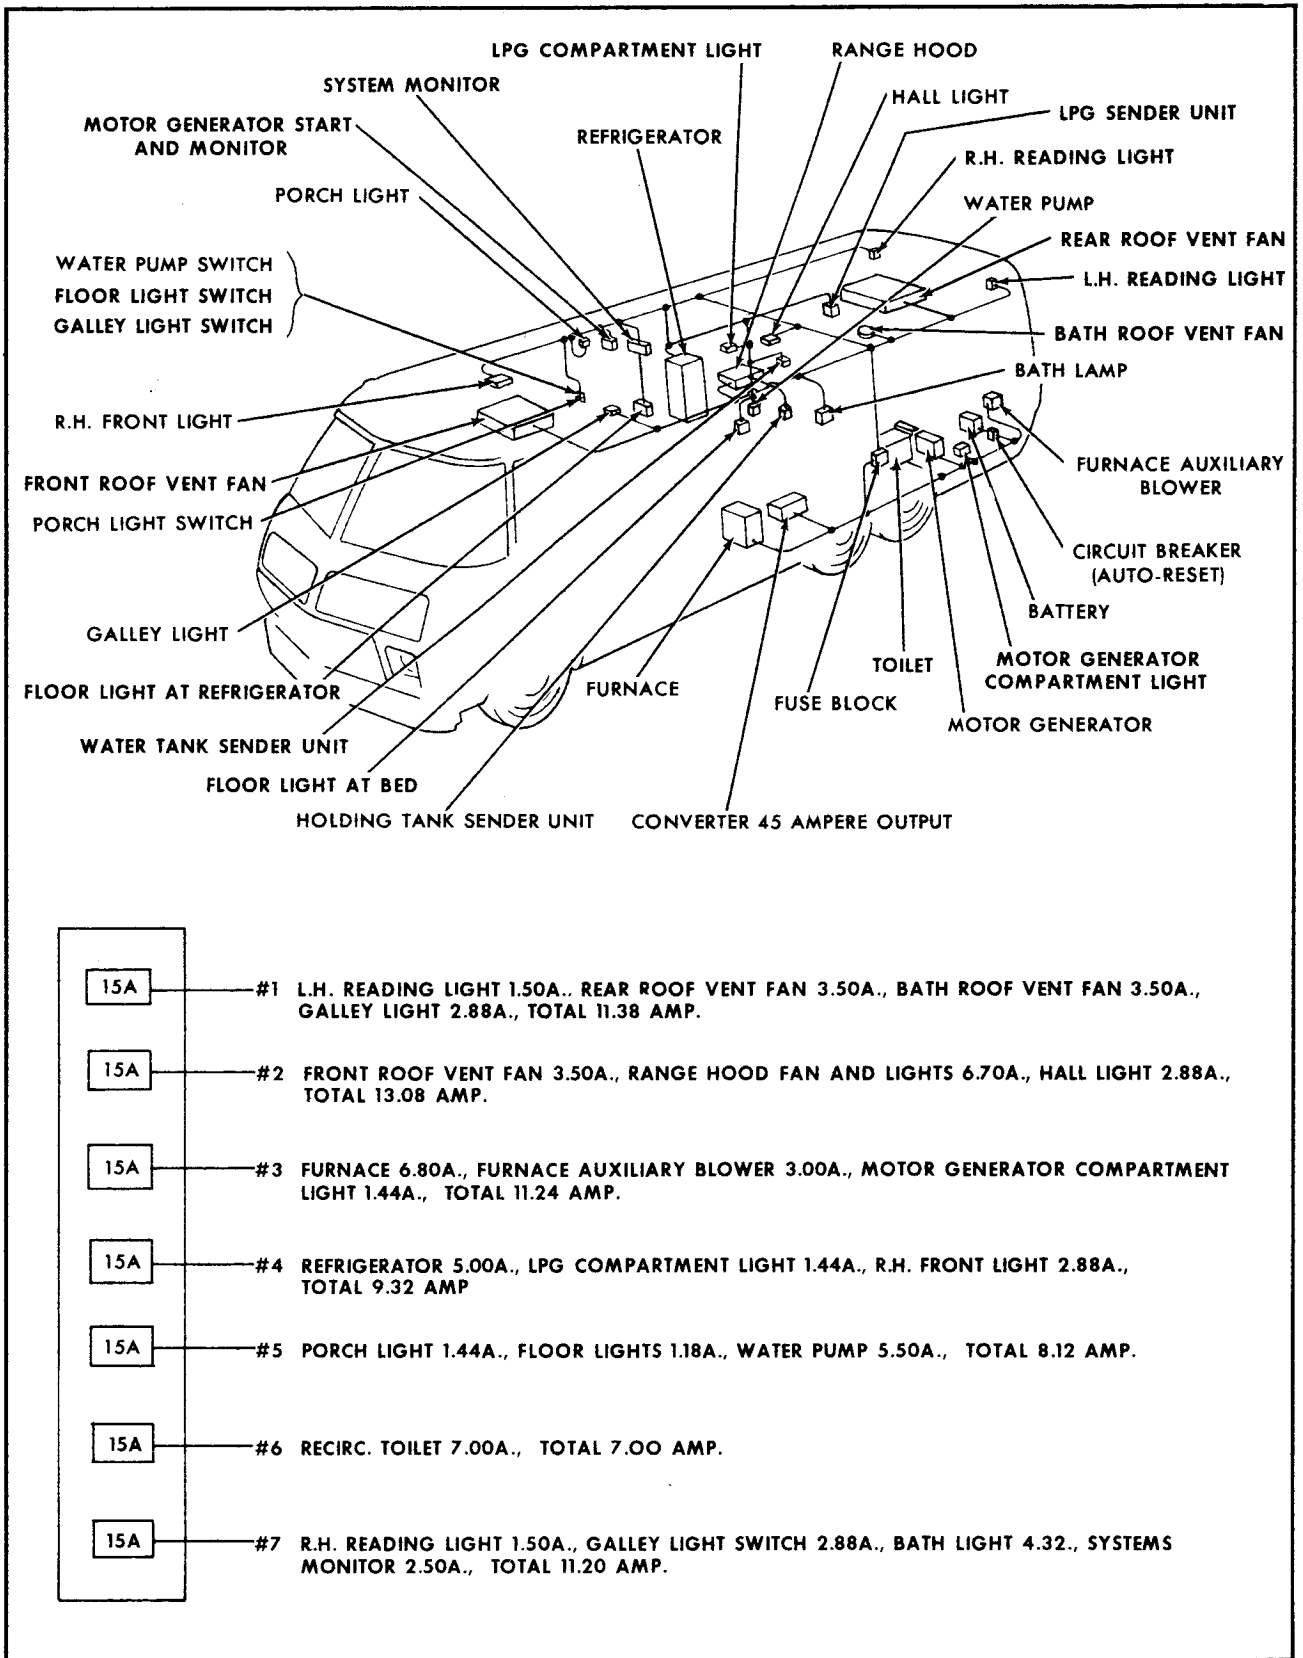 LPG COMPARTMENT LIGHT
RANGE HOOD
SYSTEM MONITOR
HALL LIGHT
MOTOR GENERATOR START
AND MONITOR
REFRIGERATOR
LPG SENDER UNIT
R.H. READING LIGHT
PORCH LIGHT
WATER PUMP
REAR ROOF VENT FAN
WATER PUMP SWITCH
FLOOR LIGHT SWITCH
GALLEY LIGHT SWITCH
L.H. READING LIGHT
BATH ROOF VENT FAN
BATH LAMP
R.H. FRONT LIGHT
FRONT ROOF VENT FAN
PORCH LIGHT SWITCH
FURNACE AUXILIARY
BLOWER
CIRCUIT BREAKER
(AUTO-RESET)
BATTERY
GALLEY LIGHT
TOILET
MOTOR GENERATOR
COMPARTMENT LIGHT
FLOOR LIGHT AT REFRIGERATOR
FURNACE
FUSE BLOCK
MOTOR GENERATOR
WATER TANK SENDER UNIT
FLOOR LIGHT AT BED
HOLDING TANK SENDER UNIT
CONVERTER 45 AMPERE OUTPUT
15A #1 L.H. READING LIGHT 1.50A.. REAR ROOF VENT FAN 3.50A., BATH ROOF VENT FAN 3.50A.,
GALLEY LIGHT 2.88A., TOTAL 11.38 AMP.
15A #2 FRONT ROOF VENT FAN 3.50A., RANGE HOOD FAN AND LIGHTS 6.70A., HALL LIGHT 2.88A.,
TOTAL 13.08 AMP.
15A #3 FURNACE 6.80A., FURNACE AUXILIARY BLOWER 3.00A., MOTOR GENERATOR COMPARTMENT
LIGHT 1.44A., TOTAL 11.24 AMP.
15A #4 REFRIGERATOR 5.00A., LPG COMPARTMENT LIGHT 1.44A., R.H. FRONT LIGHT 2.88A.,
TOTAL 9.32 AMP
15A #5 PORCH LIGHT 1.44A., FLOOR LIGHTS 1.18A., WATER PUMP 5.50A., TOTAL 8.12 AMP.
15A #6 RECIRC. TOILET 7.00A., TOTAL 7.00 AMP.
15A #7 R.H. READING LIGHT 1.50A., GALLEY LIGHT SWITCH 2.88A., BATH LIGHT 4.32., SYSTEMS
MONITOR 2.50A., TOTAL 11.20 AMP.